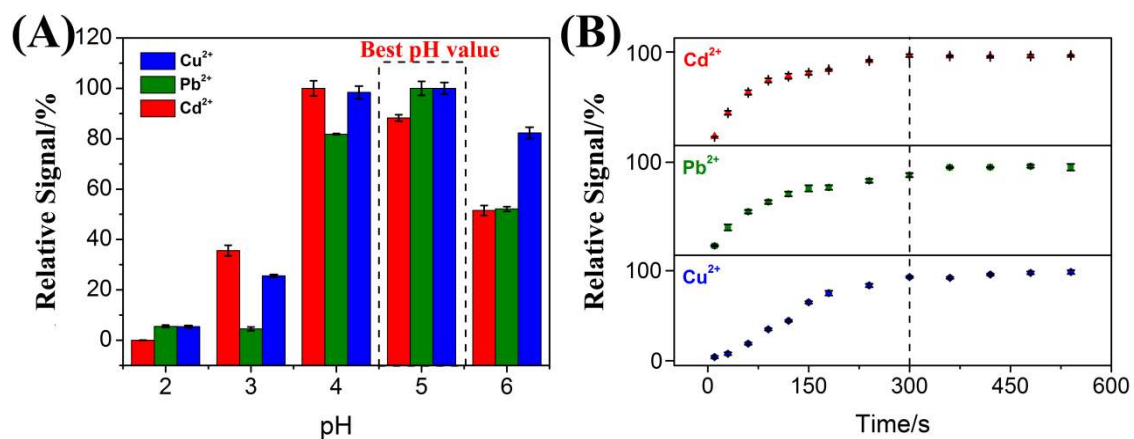 (A)
Relative Signal/%
120
100
80
60
40
20
0
Cu²⁺
Pb²⁺
Cd²⁺
Best pH value
2 3 4 5 6
pH
(B)
Relative Signal/%
100
Cd²⁺
100
Pb²⁺
100
Cu²⁺
0
0 150 300 450 600
Time/s